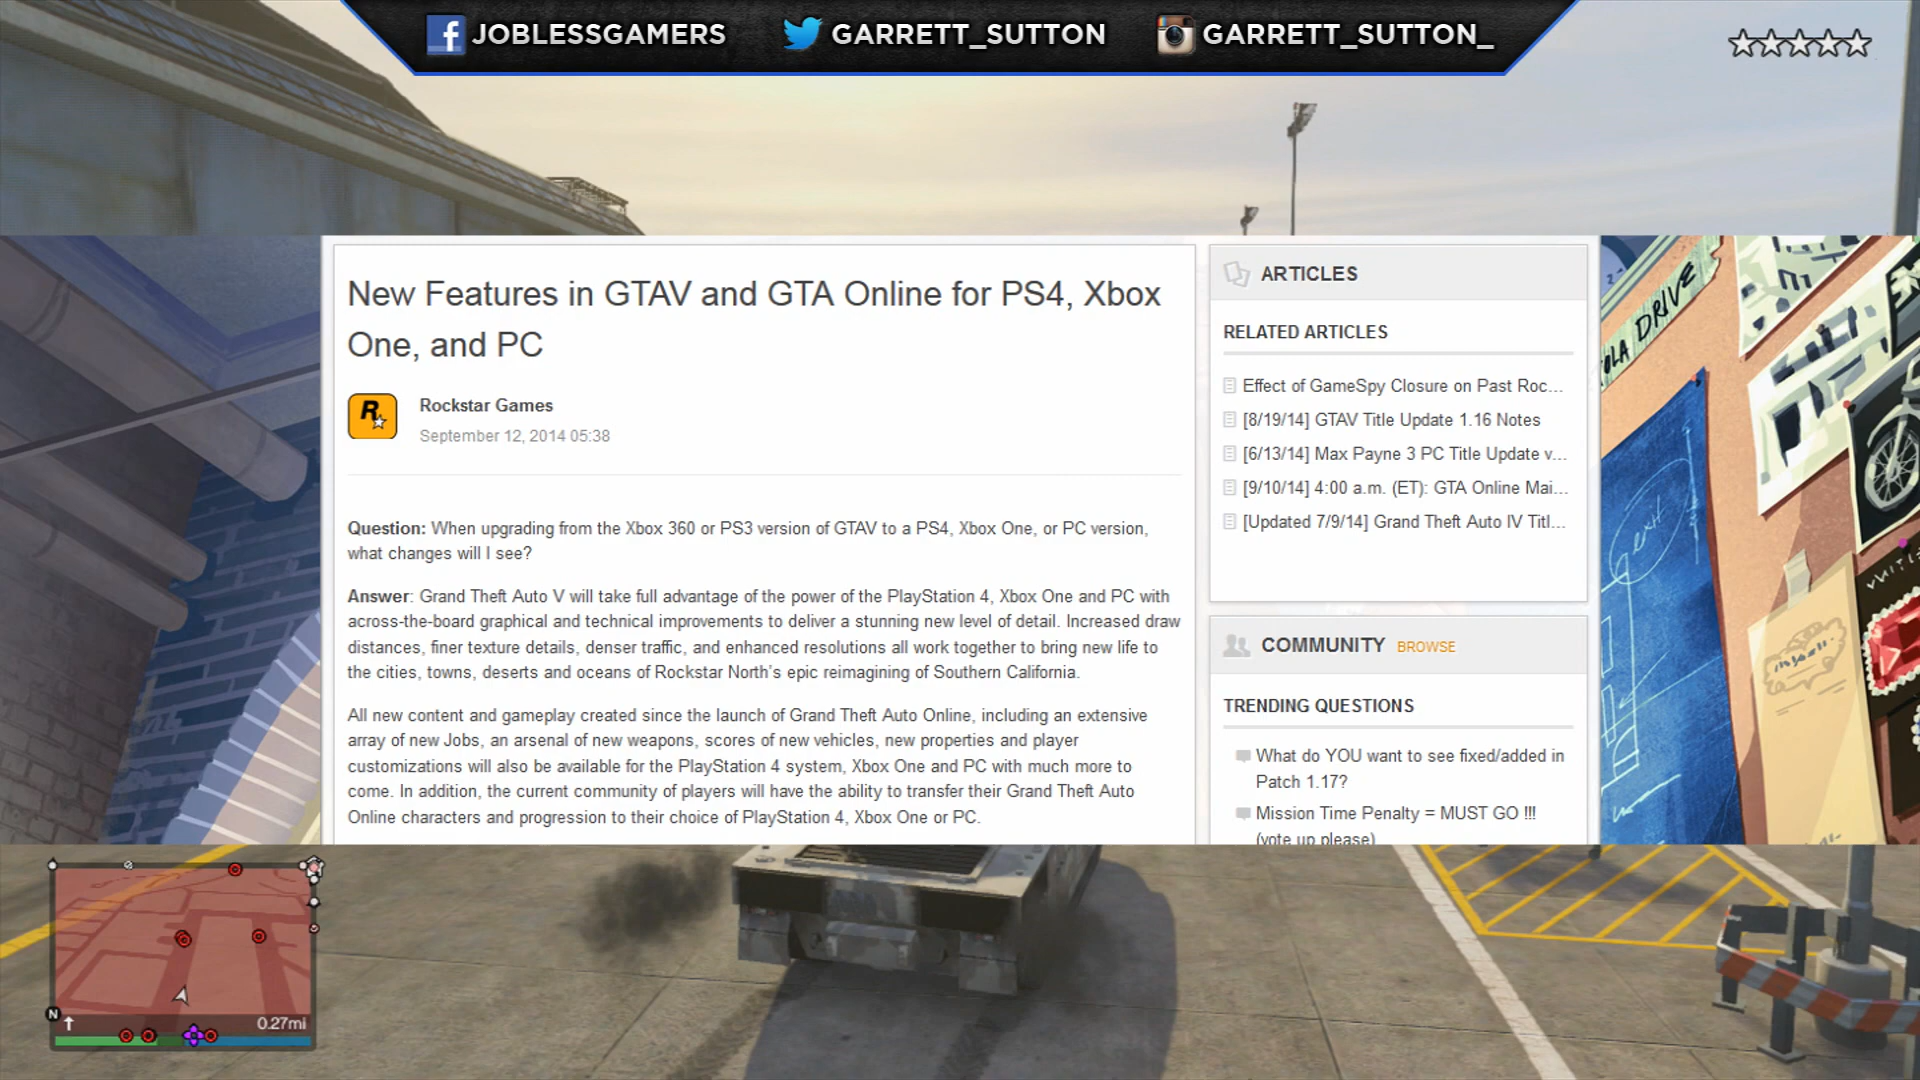 JOBLESSGAMERS GARRETT_SUTTON GARRETT_SUTTON_
New Features in GTAV and GTA Online for PS4, Xbox
One, and PC
Rockstar Games
September 12, 2014 05:38
Question: When upgrading from the Xbox 360 or PS3 version of GTAV to a PS4, Xbox One, or PC version,
what changes will I see?
Answer: Grand Theft Auto V will take full advantage of the power of the PlayStation 4, Xbox One and PC with
across-the-board graphical and technical improvements to deliver a stunning new level of detail. Increased draw
distances, finer texture details, denser traffic, and enhanced resolutions all work together to bring new life to
the cities, towns, deserts and oceans of Rockstar North's epic reimagining of Southern California.
All new content and gameplay created since the launch of Grand Theft Auto Online, including an extensive
array of new Jobs, an arsenal of new weapons, scores of new vehicles, new properties and player
customizations will also be available for the PlayStation 4 system, Xbox One and PC with much more to
come. In addition, the current community of players will have the ability to transfer their Grand Theft Auto
Online characters and progression to their choice of PlayStation 4, Xbox One or PC.
ARTICLES
RELATED ARTICLES
Effect of GameSpy Closure on Past Roc...
[8/19/14] GTAV Title Update 1.16 Notes
[6/13/14] Max Payne 3 PC Title Update v...
[9/10/14] 4:00 a.m. (ET): GTA Online Mai...
[Updated 7/9/14] Grand Theft Auto IV Titl...
COMMUNITY BROWSE
TRENDING QUESTIONS
What do YOU want to see fixed/added in
Patch 1.17?
Mission Time Penalty = MUST GO !!!
(vote up please)
OLA DRIVE
exit
N
0.27mi